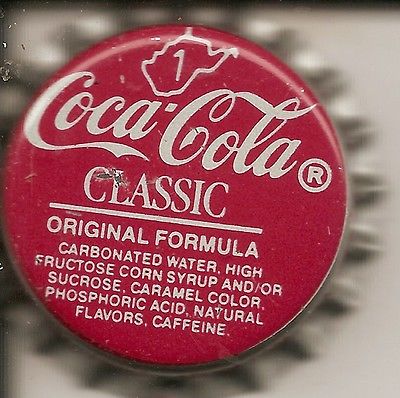 1
Coca-Cola ®
CLASSIC
ORIGINAL FORMULA
CARBONATED WATER, HIGH
FRUCTOSE CORN SYRUP AND/OR
SUCROSE, CARAMEL COLOR,
PHOSPHORIC ACID, NATURAL
FLAVORS, CAFFEINE.